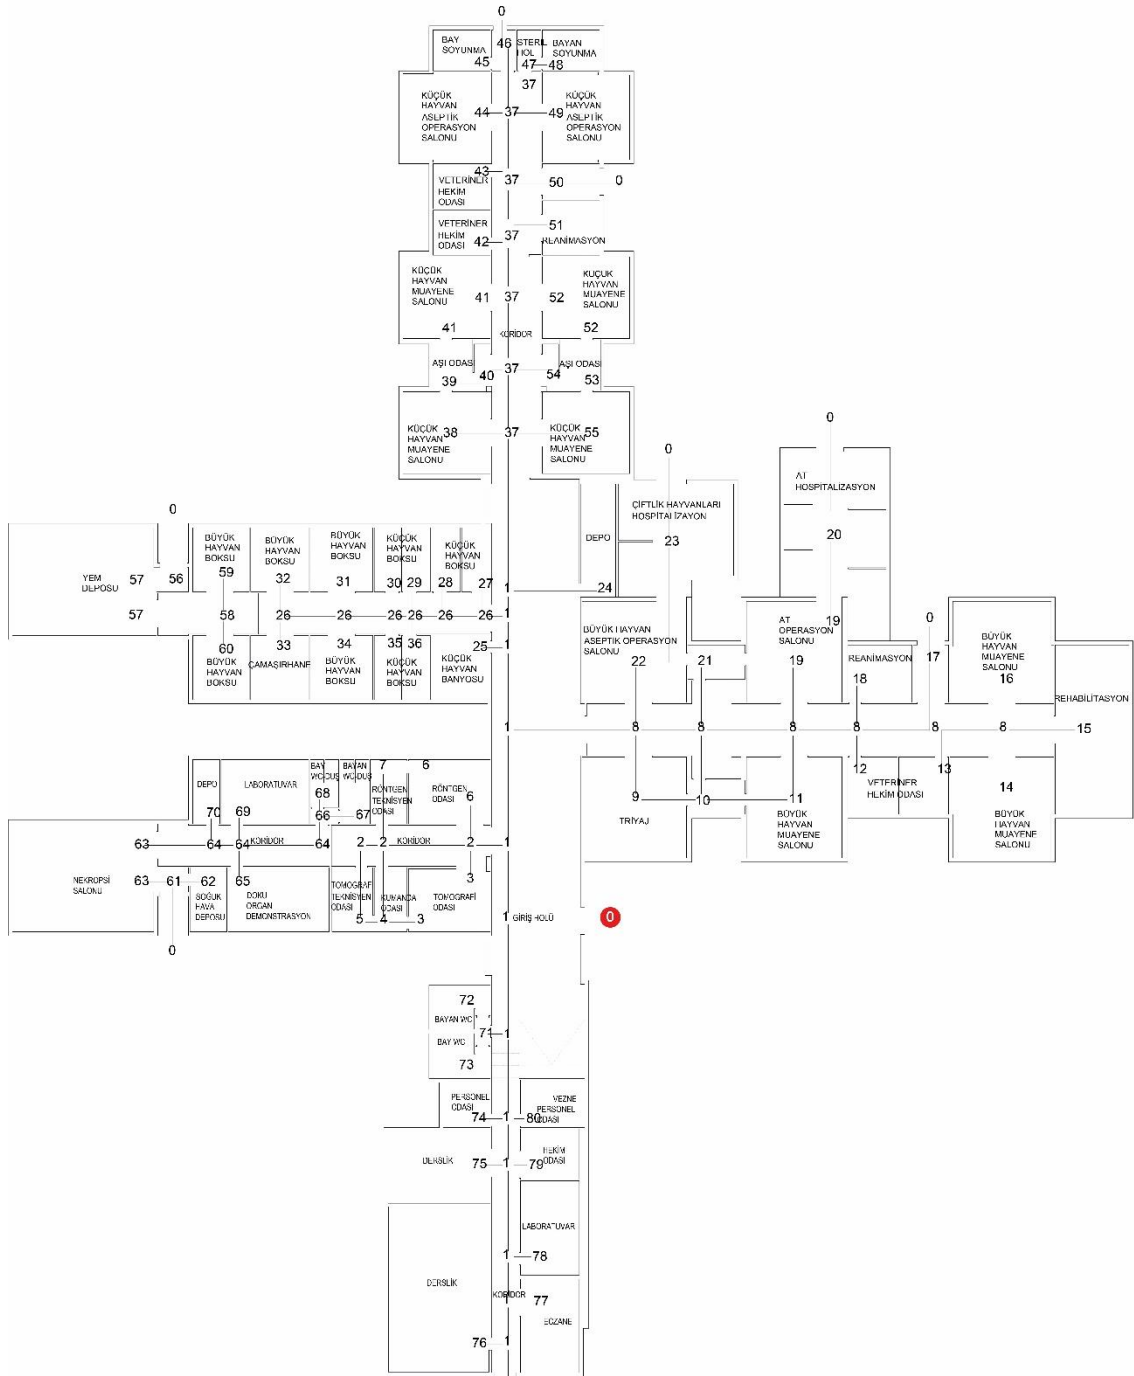 0
46
BAY
SOYUNMA
45
STERIL
HOL
47
BAYAN
SOYUNMA
48
37
KÜÇÜK
HAYVAN
ASEPTİK
OPERASYON
SALONU
44
37
49
KÜÇÜK
HAYVAN
ASEPTİK
OPERASYON
SALONU
43
VETERİNER
HEKİM
ODASI
37
50
0
VETERİNER
HEKİM
ODASI
42
37
51
REANİMASYON
KÜÇÜK
HAYVAN
MUAYENE
SALONU
41
37
52
KUÇUK
HAYVAN
MUAYENE
SALONU
41
KORİDOR
52
AŞI ODASI
39
40
37
54
AŞI ODASI
53
KÜÇÜK
HAYVAN
MUAYENE
SALONU
38
37
KÜÇÜK
HAYVAN
MUAYENE
SALONU
55
0
0
AT
HOSPITALIZASYON
20
ÇİFTLİK HAYVANLARI
HOSPİTALİZAYON
23
DEPO
24
0
YEM
DEPOSU
57
57
56
BÜYÜK
HAYVAN
BOKSU
59
BÜYÜK
HAYVAN
BOKSU
32
BÜYÜK
HAYVAN
BOKSU
31
KÜÇÜK
HAYVAN
BOKSU
30
29
KÜÇÜK
HAYVAN
BOKSU
28
27
1
58
26
26
26
26
26
26
1
60
BÜYÜK
HAYVAN
BOKSU
33
ÇAMAŞIRHANE
34
BÜYÜK
HAYVAN
BOKSU
35
36
KÜÇÜK
HAYVAN
BOKSU
25
1
KÜÇÜK
HAYVAN
BANYOSU
BÜYÜK HAYVAN
ASEPTİK OPERASYON
SALONU
22
21
AT
OPERASYON
SALONU
19
19
REANİMASYON
18
0
17
BÜYÜK
HAYVAN
MUAYENE
SALONU
16
REHABİLİTASYON
15
1
8
8
8
8
8
8
9
TRİYAJ
10
11
BÜYÜK
HAYVAN
MUAYENE
SALONU
12
VETERİNER
HEKİM ODASI
13
14
BÜYÜK
HAYVAN
MUAYENE
SALONU
DEPO
70
LABORATUVAR
69
BAY
WC-DUŞ
68
BAYAN
WC-DUŞ
66
67
7
RÖNTGEN
TEKNİSYEN
ODASI
6
RÖNTGEN
ODASI
6
63
64
64
KORİDOR
64
2
2
KORİDOR
2
1
NEKROPSİ
SALONU
63
61
62
SOĞUK
HAVA
DEPOSU
65
DOKU
ORGAN
DEMONSTRASYON
TOMOGRAF
TEKNİSYEN
ODASI
5
KUMANDA
ODASI
4
TOMOGRAFİ
ODASI
3
3
1
GİRİŞ HOLÜ
0
0
72
BAYAN WC
71
1
BAY WC
73
PERSONEL
ODASI
74
1
80
VEZNE
PERSONEL
ODASI
DERSLİK
75
1
79
HEKİM
ODASI
LABORATUVAR
1
78
DERSLİK
KORİDOR
1
77
ECZANE
76
1